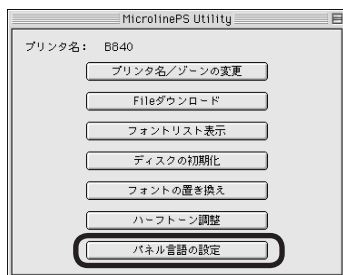 MicrolinePS Utility
プリンタ名： B840
プリンタ名／ゾーンの変更
Fileダウンロード
フォントリスト表示
ディスクの初期化
フォントの置き換え
ハーフトーン調整
パネル言語の設定